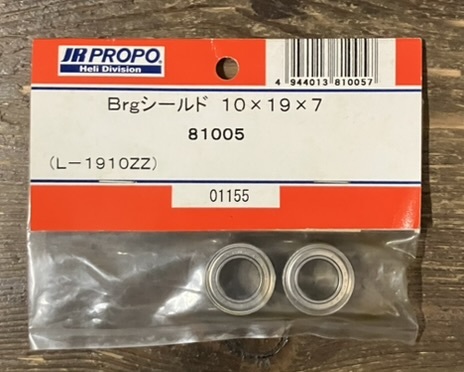 JR PROPO
Heli Division
4 944013 810057
Brgシールド 10×19×7
81005
(L-1910ZZ)
01155